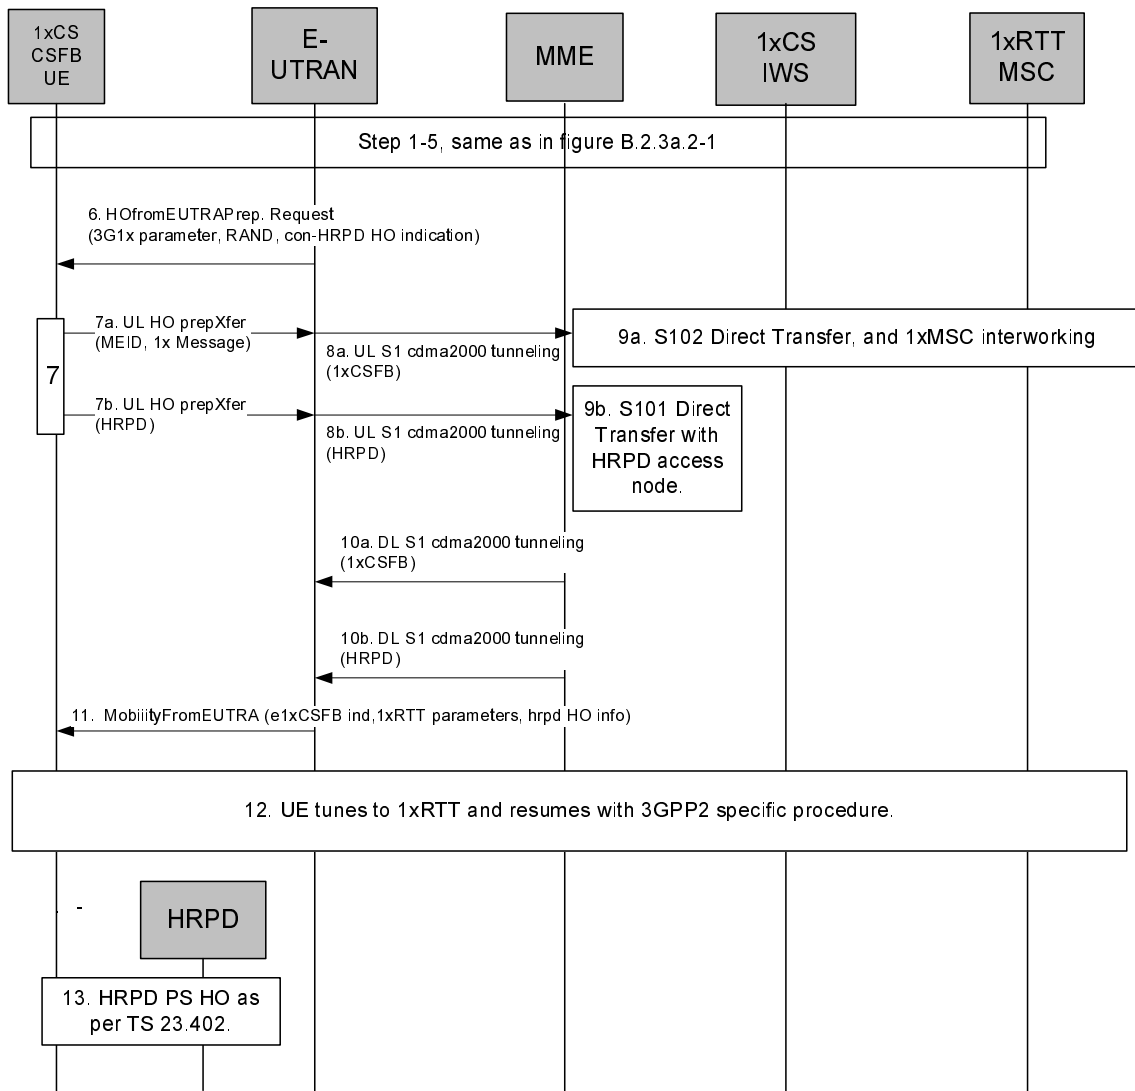 1xCS
CSFB
UE
E-
UTRAN
MME
1xCS
IWS
1xRTT
MSC
Step 1-5, same as in figure B.2.3a.2-1
6. HOfromEUTRAPrep. Request
(3G1x parameter, RAND, con-HRPD HO indication)
7
7a. UL HO prepXfer
(MEID, 1x Message)
8a. UL S1 cdma2000 tunneling
(1xCSFB)
9a. S102 Direct Transfer, and 1xMSC interworking
7b. UL HO prepXfer
(HRPD)
8b. UL S1 cdma2000 tunneling
(HRPD)
9b. S101 Direct
Transfer with
HRPD access
node.
10a. DL S1 cdma2000 tunneling
(1xCSFB)
10b. DL S1 cdma2000 tunneling
(HRPD)
11. MobiiityFromEUTRA (e1xCSFB ind,1xRTT parameters, hrpd HO info)
12. UE tunes to 1xRTT and resumes with 3GPP2 specific procedure.
. -
HRPD
13. HRPD PS HO as
per TS 23.402.